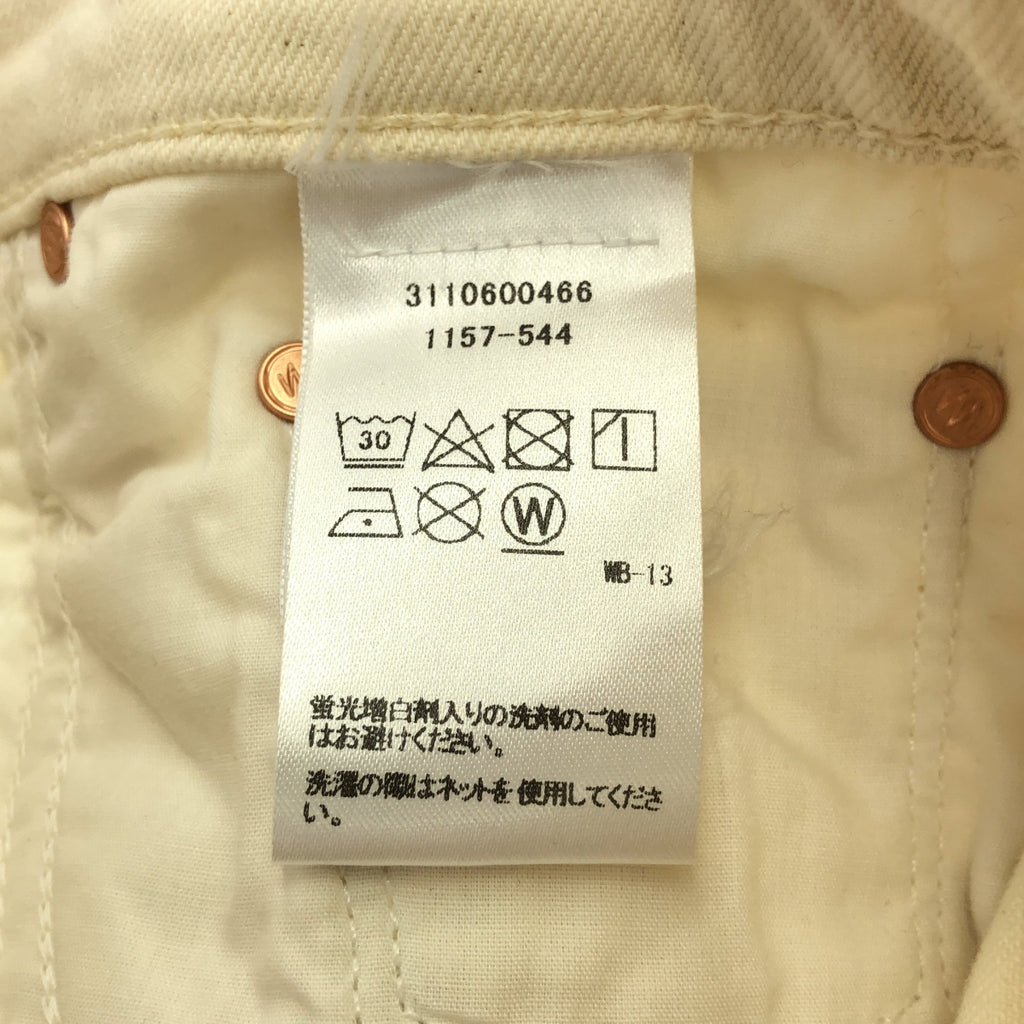 3110600466
1157-544
30
W
WB-13
蛍光増白剤入りの洗剤のご使用
はお避けください。
洗濯の際はネットを使用してくださ
い。